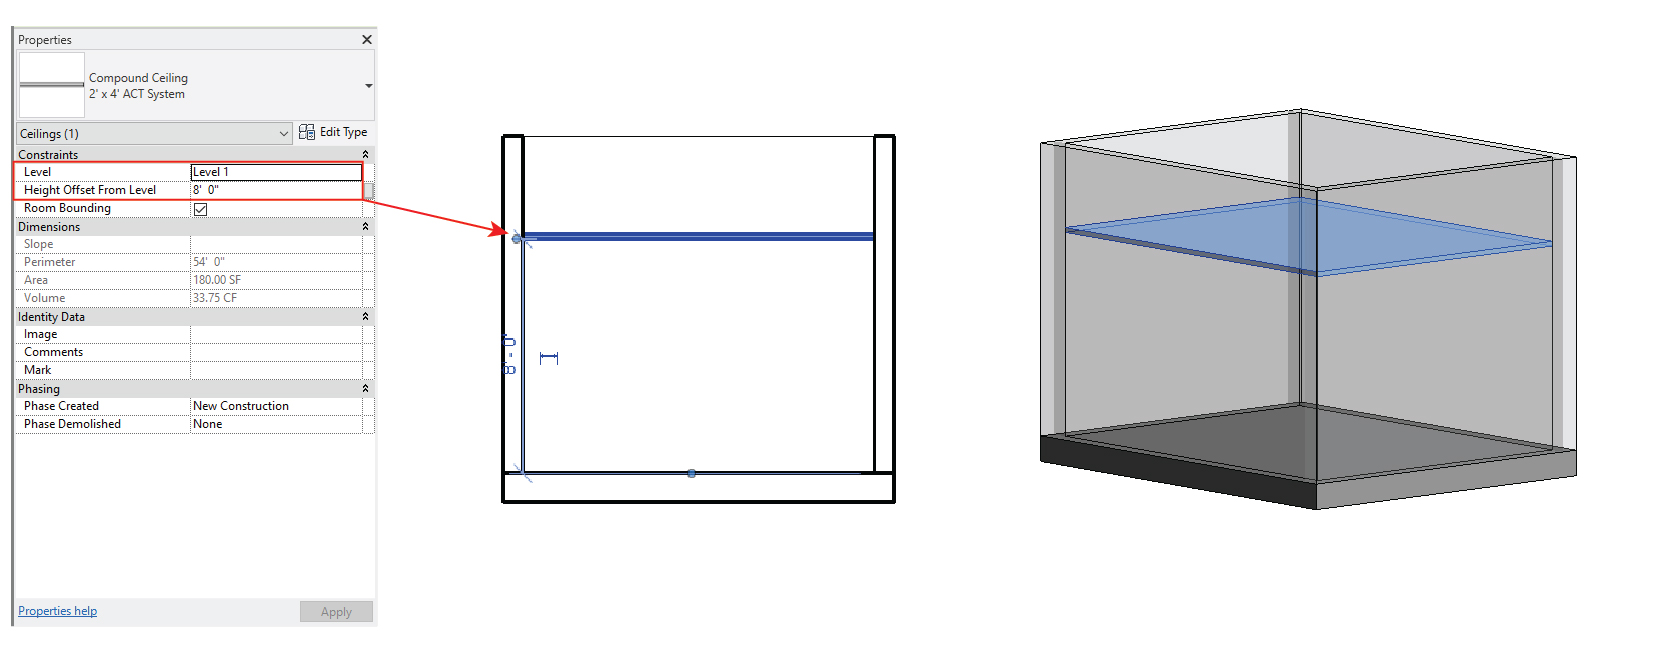 Properties
Compound Ceiling
2' x 4' ACT System
Ceilings (1)
Edit Type
Constraints
Level Level 1
Height Offset From Level 8' 0"
Room Bounding
Dimensions
Slope
Perimeter 54' 0"
Area 180.00 SF
Volume 33.75 CF
Identity Data
Image
Comments
Mark
Phasing
Phase Created New Construction
Phase Demolished None
Properties help
Apply